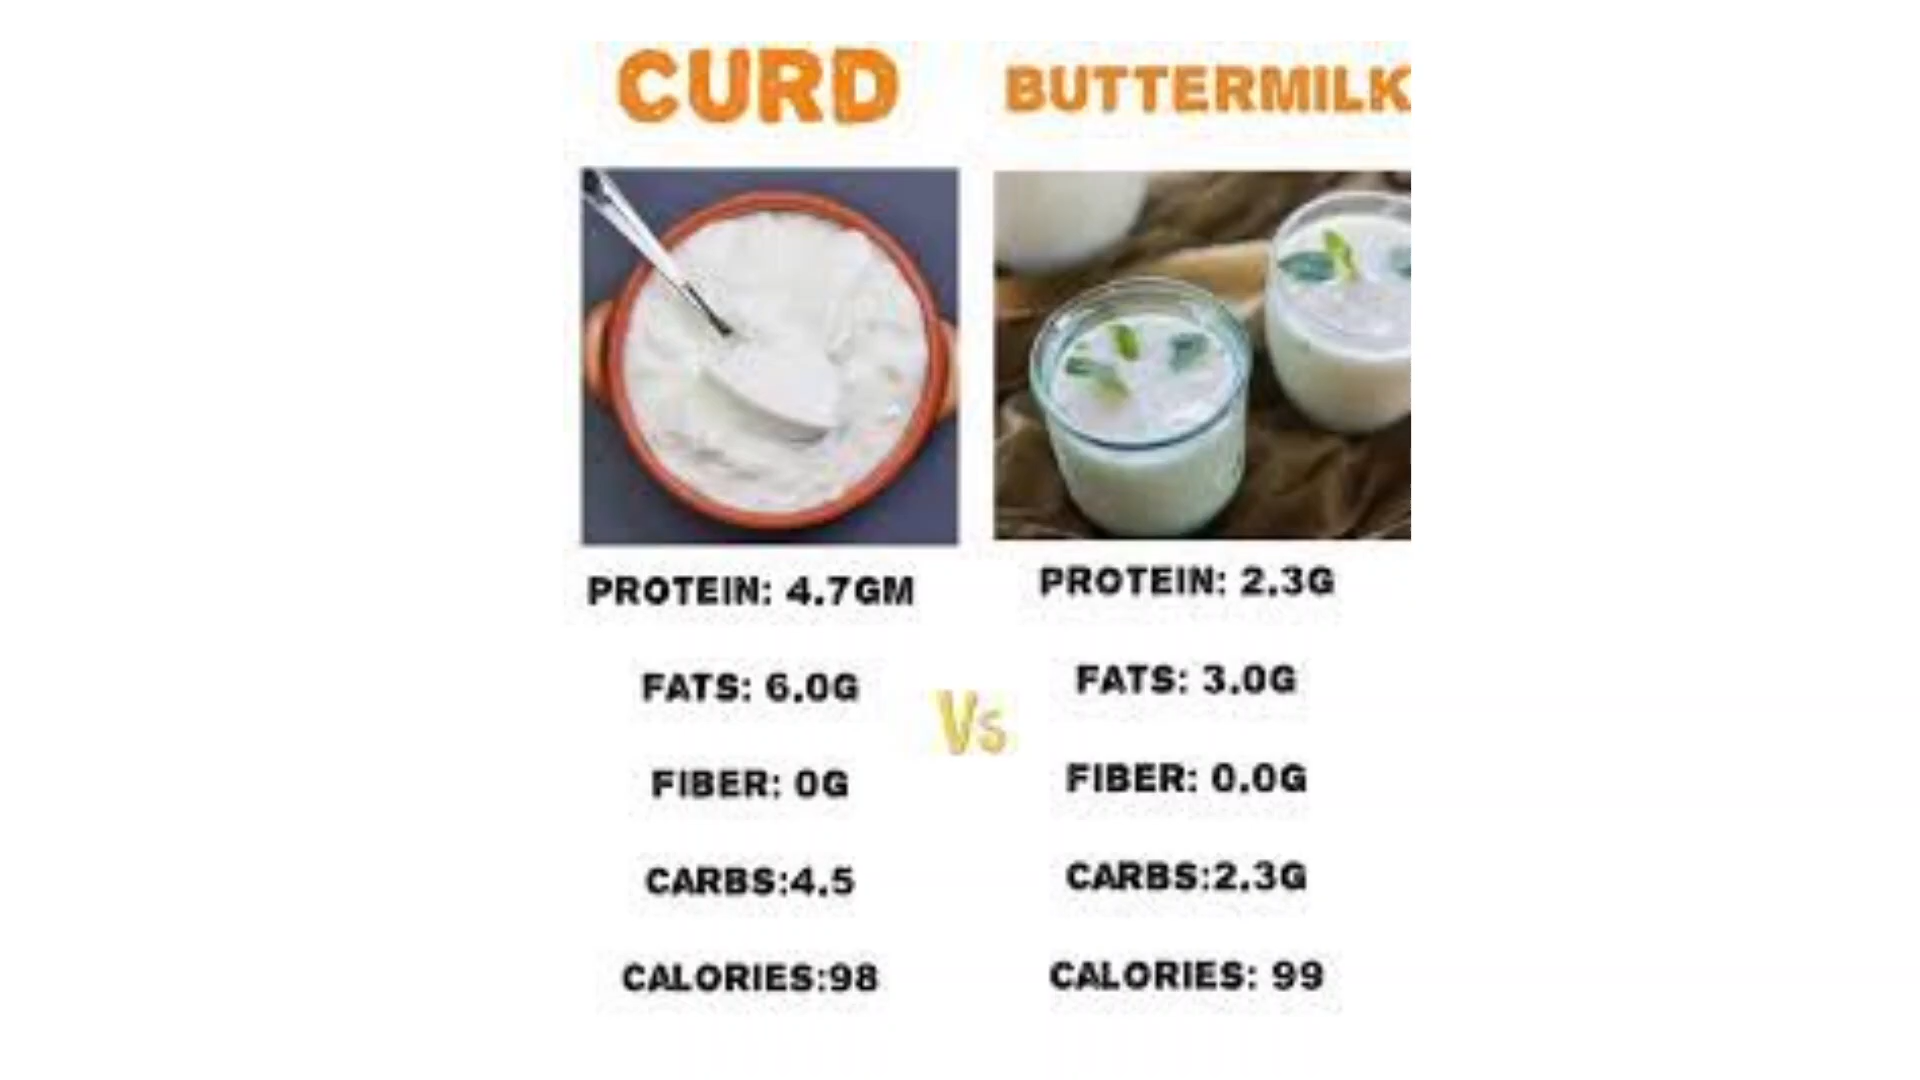 CURD
BUTTERMILK
PROTEIN: 4.7GM
FATS: 6.0G
FIBER: 0G
CARBS:4.5
CALORIES:98
Vs
PROTEIN: 2.3G
FATS: 3.0G
FIBER: 0.0G
CARBS:2.3G
CALORIES: 99